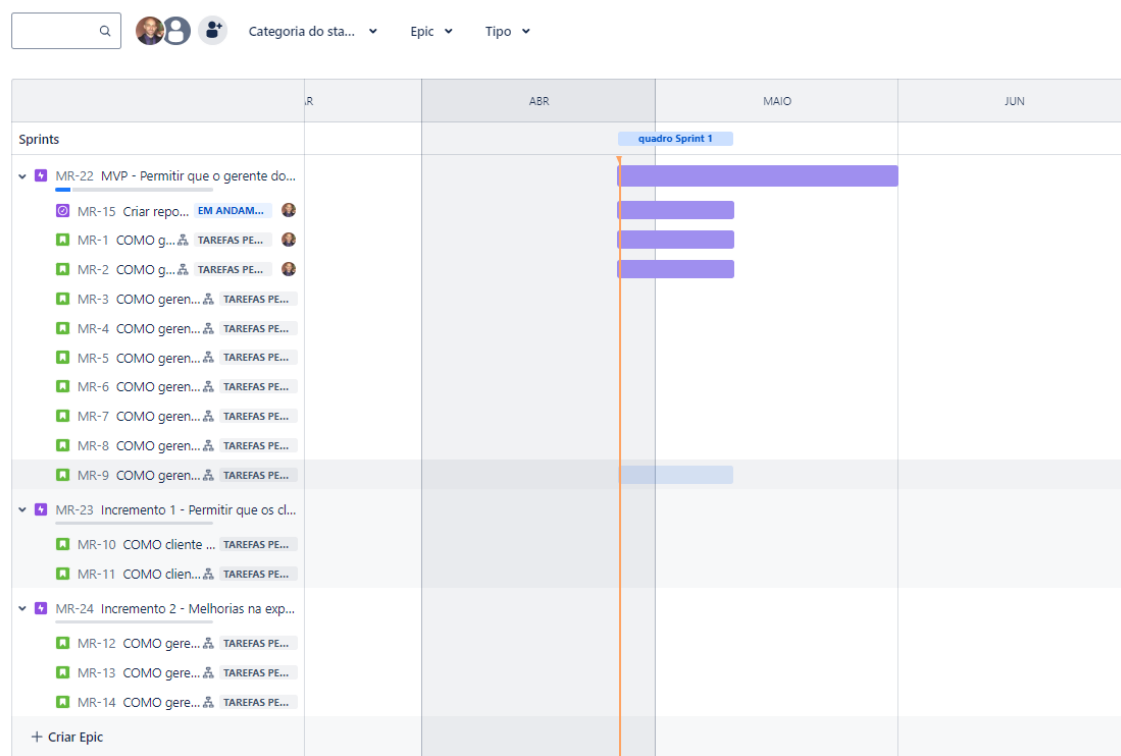 Categoria do sta... Epic Tipo
AR ABR MAIO JUN
Sprints quadro Sprint 1
MR-22 MVP - Permitir que o gerente do...
MR-15 Criar repo... EM ANDAM...
MR-1 COMO g... TAREFAS PE...
MR-2 COMO g... TAREFAS PE...
MR-3 COMO geren... TAREFAS PE...
MR-4 COMO geren... TAREFAS PE...
MR-5 COMO geren... TAREFAS PE...
MR-6 COMO geren... TAREFAS PE...
MR-7 COMO geren... TAREFAS PE...
MR-8 COMO geren... TAREFAS PE...
MR-9 COMO geren... TAREFAS PE...
MR-23 Incremento 1 - Permitir que os cl...
MR-10 COMO cliente ... TAREFAS PE...
MR-11 COMO clien... TAREFAS PE...
MR-24 Incremento 2 - Melhorias na exp...
MR-12 COMO gere... TAREFAS PE...
MR-13 COMO gere... TAREFAS PE...
MR-14 COMO gere... TAREFAS PE...
+ Criar Epic